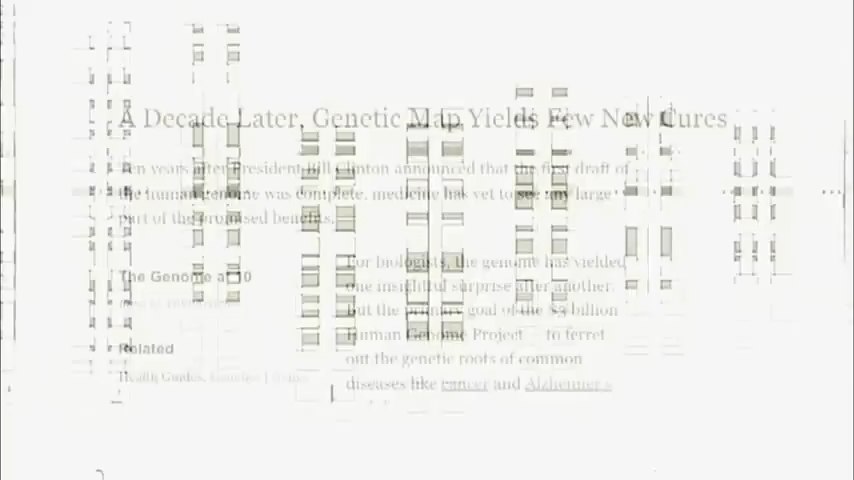 A Decade Later, Genetic Map Yields Few New Cures
Ten years after President Bill Clinton announced that the first draft of
the human genome was complete, medicine has yet to see any large
part of the promised benefits.
The Genome at 10
For biologists, the genome has yielded
one insightful surprise after another.
But the primary goal of the $3 billion
Human Genome Project — to ferret
out the genetic roots of common
diseases like cancer and Alzheimer's
Related
Health Guides: